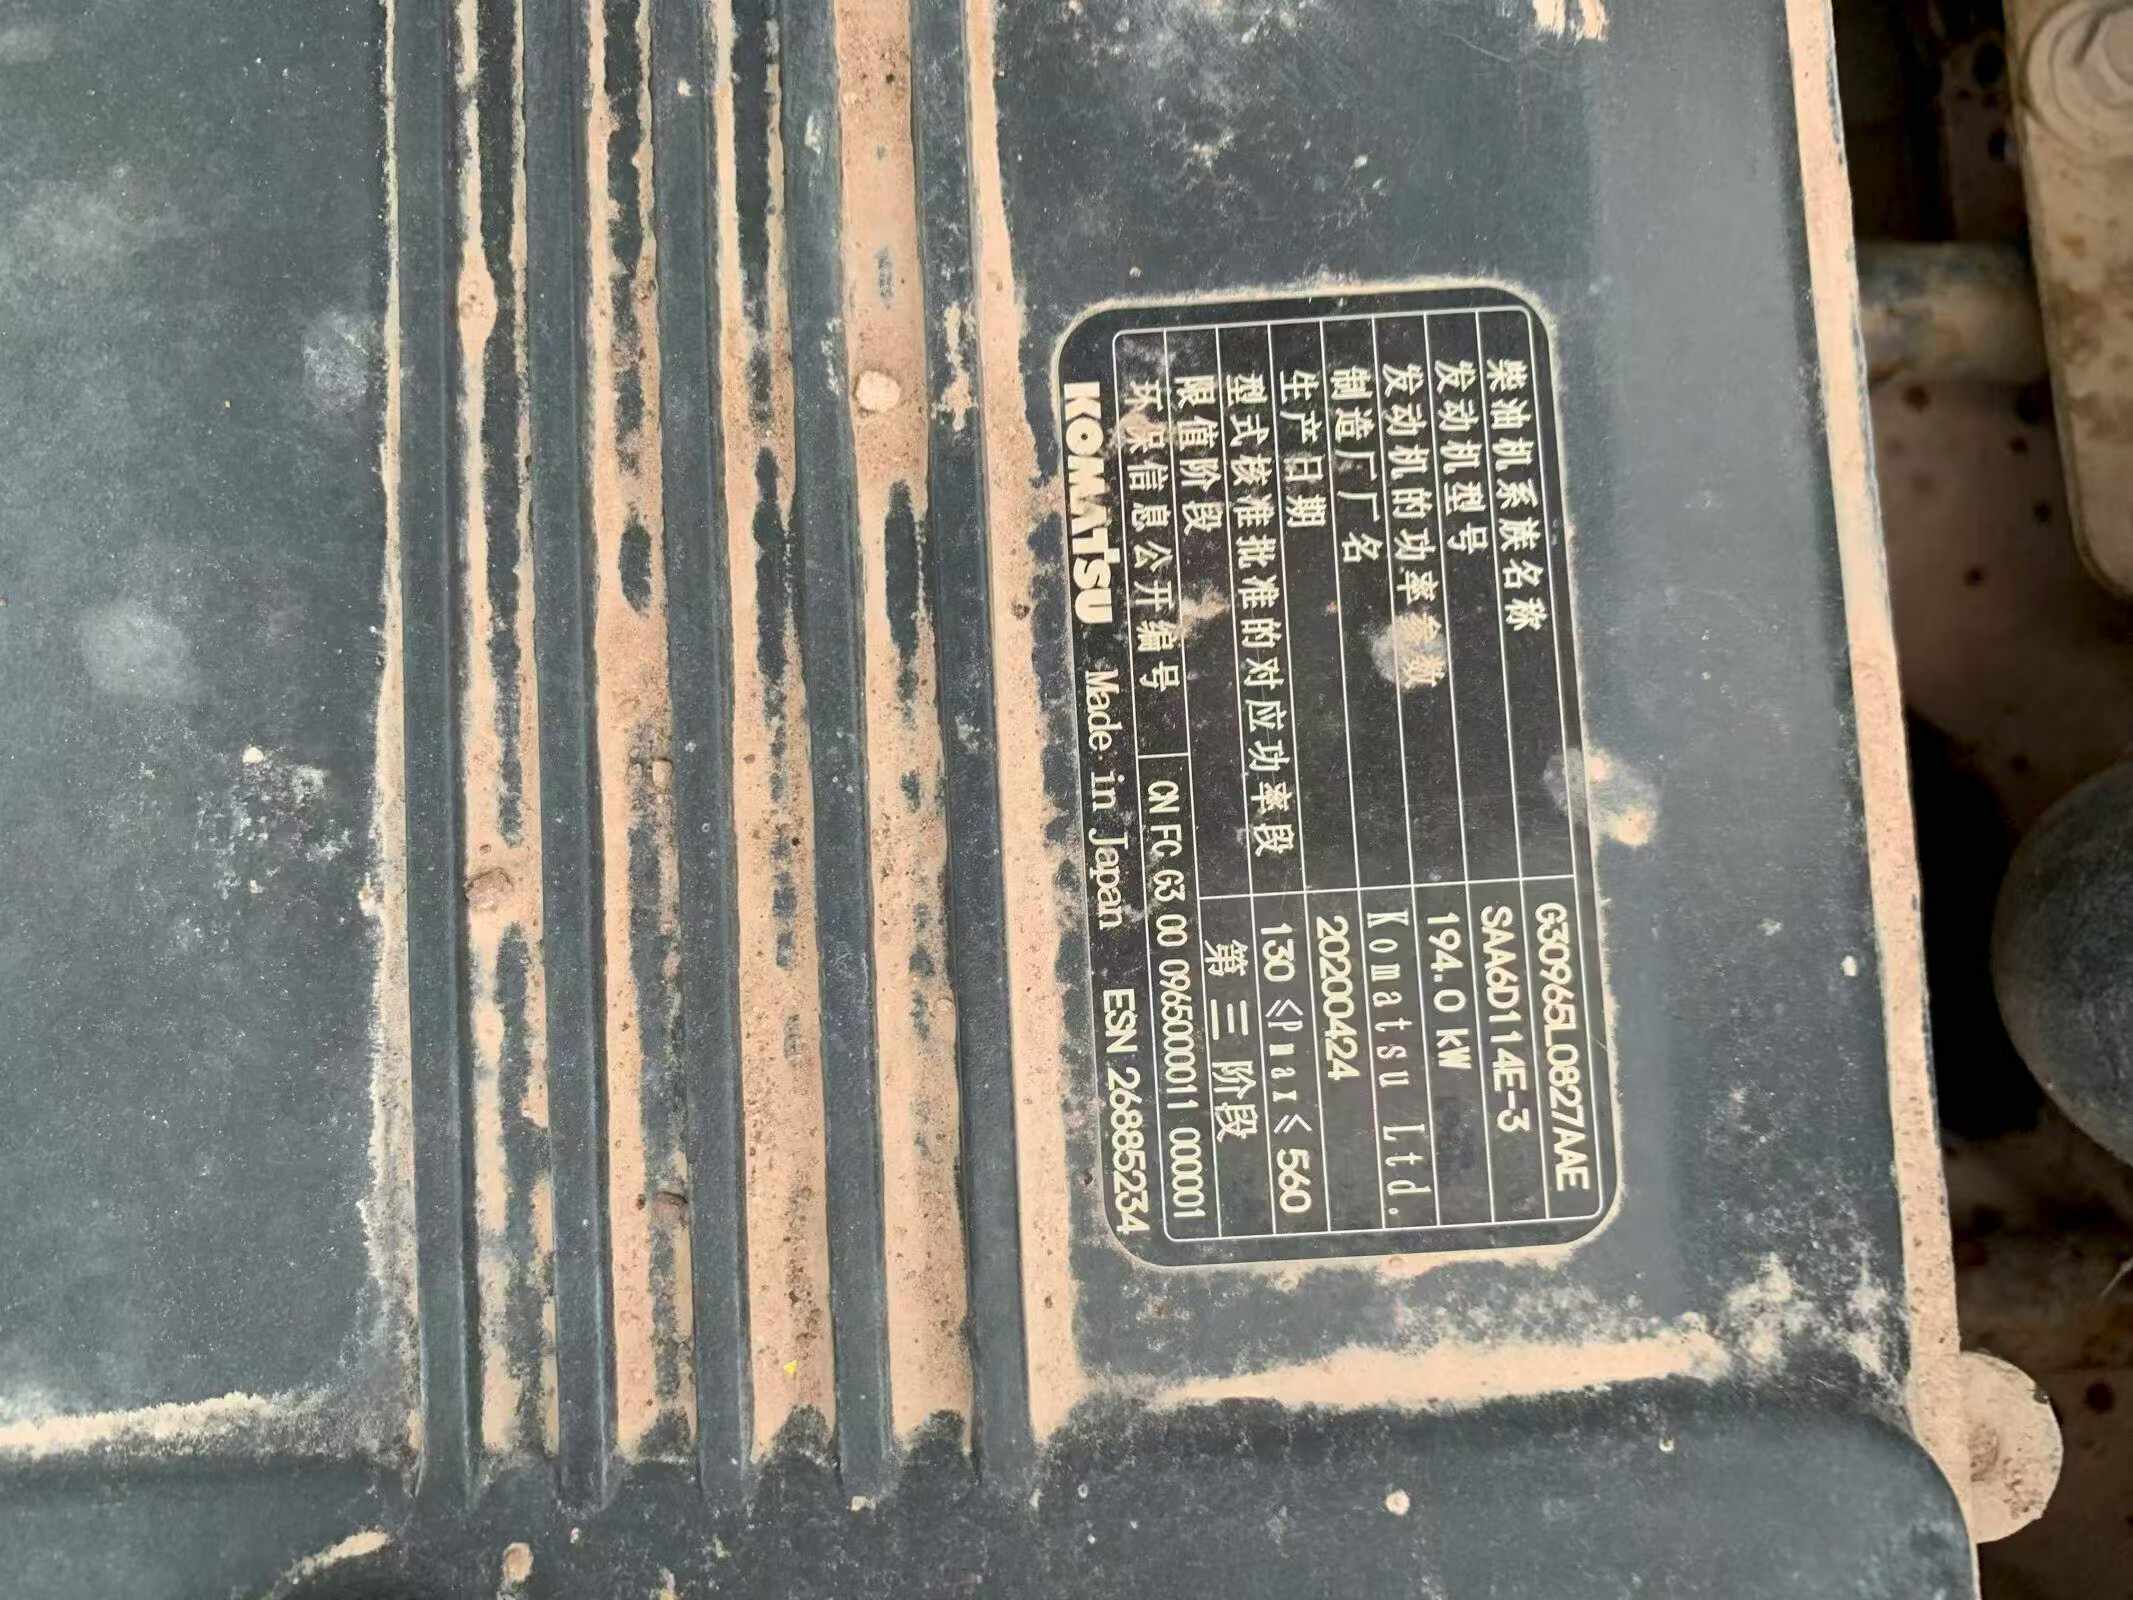 柴油机系族名称 G30965L0827AAE
发动机型号 SAA6D114E-3
发动机的功率参数 194.0 kW
制造厂厂名 Komatsu Ltd.
生产日期 20200424
型式核准批准的对应功率段 130≤Pmax≤560
限值阶段 第三阶段
环保信息公开编号 CN FC G3 00 0965000011 000001
KOMATSU Made in Japan ESN 26885234